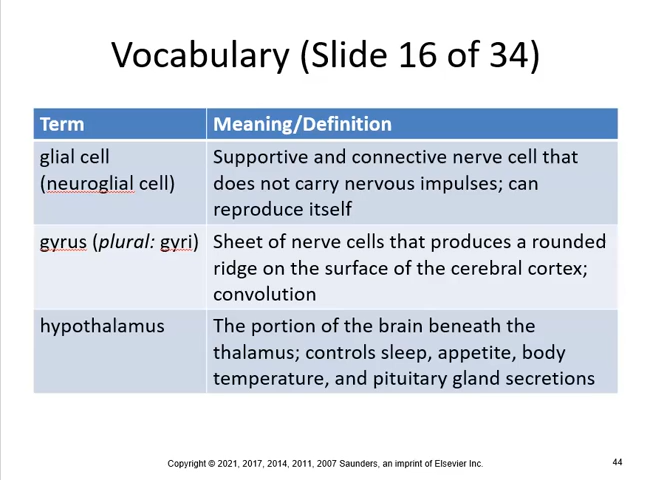 Vocabulary (Slide 16 of 34)
Term
Meaning/Definition
glial cell
(neuroglial cell)
Supportive and connective nerve cell that
does not carry nervous impulses; can
reproduce itself
gyrus (plural: gyri)
Sheet of nerve cells that produces a rounded
ridge on the surface of the cerebral cortex;
convolution
hypothalamus
The portion of the brain beneath the
thalamus; controls sleep, appetite, body
temperature, and pituitary gland secretions
Copyright © 2021, 2017, 2014, 2011, 2007 Saunders, an imprint of Elsevier Inc.
44